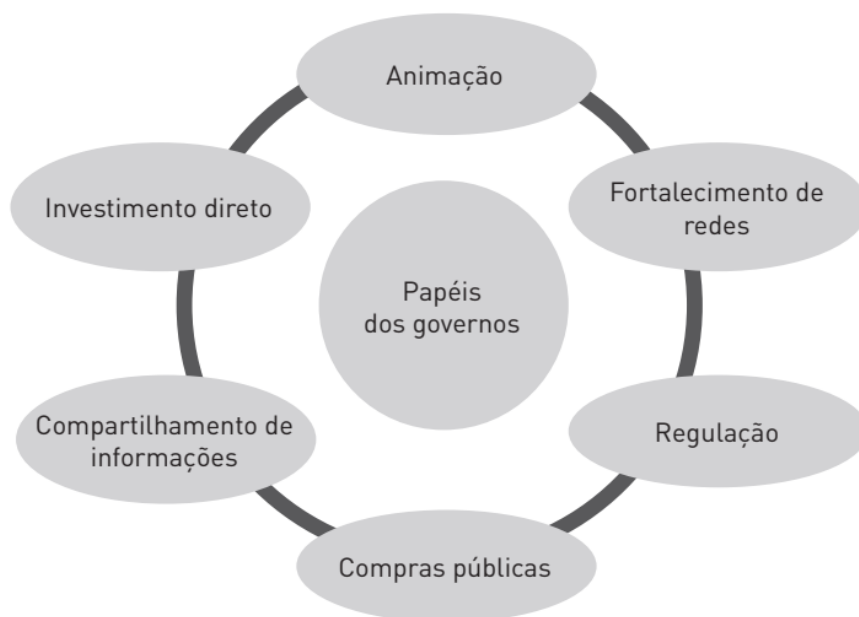 Animação
Investimento direto
Fortalecimento de
redes
Papéis
dos governos
Compartilhamento de
informações
Regulação
Compras públicas